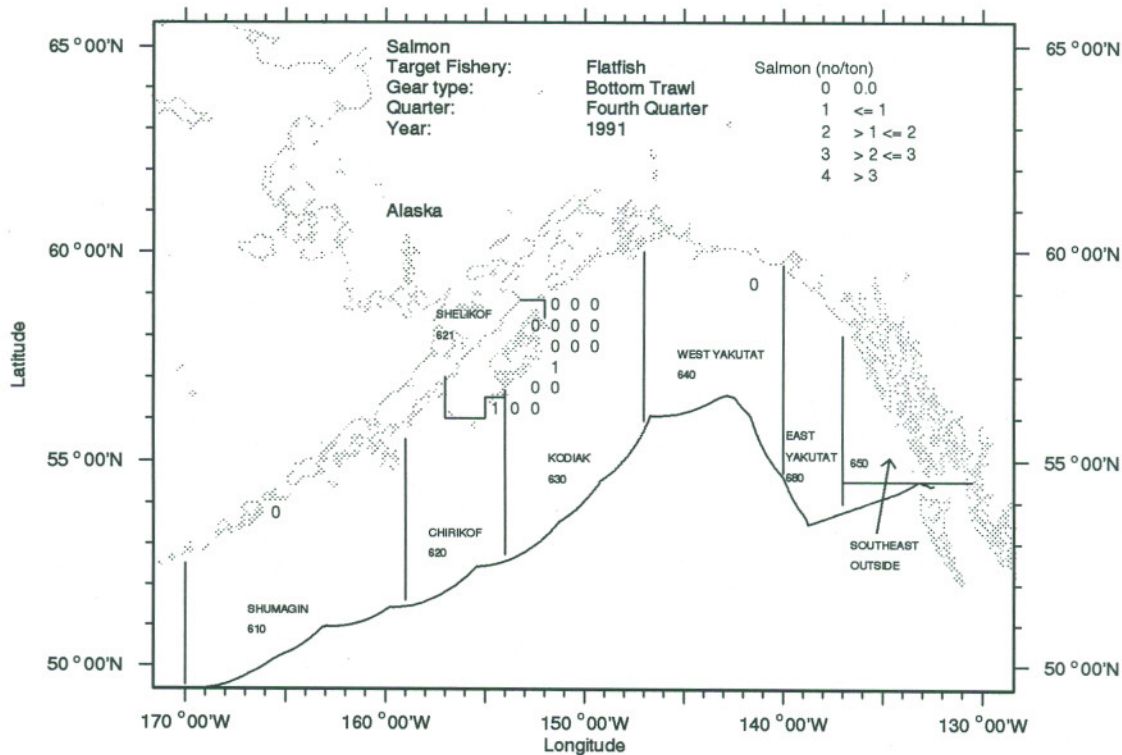 65 °00'N
65 °00'N
Salmon
Target Fishery: Flatfish
Gear type: Bottom Trawl
Quarter: Fourth Quarter
Year: 1991
Salmon (no/ton)
0 0.0
1 <= 1
2 > 1 <= 2
3 > 2 <= 3
4 > 3
Alaska
60 °00'N
60 °00'N
0
SHELIKOF
621
0 0 0
0 0 0 0
0 0 0
1
0 0
1 0 0
WEST YAKUTAT
640
Latitude
55 °00'N
55 °00'N
KODIAK
630
EAST
YAKUTAT
680
650
0
CHIRIKOF
620
SOUTHEAST
OUTSIDE
SHUMAGIN
610
50 °00'N
50 °00'N
170 °00'W
160 °00'W
150 °00'W
140 °00'W
130 °00'W
Longitude